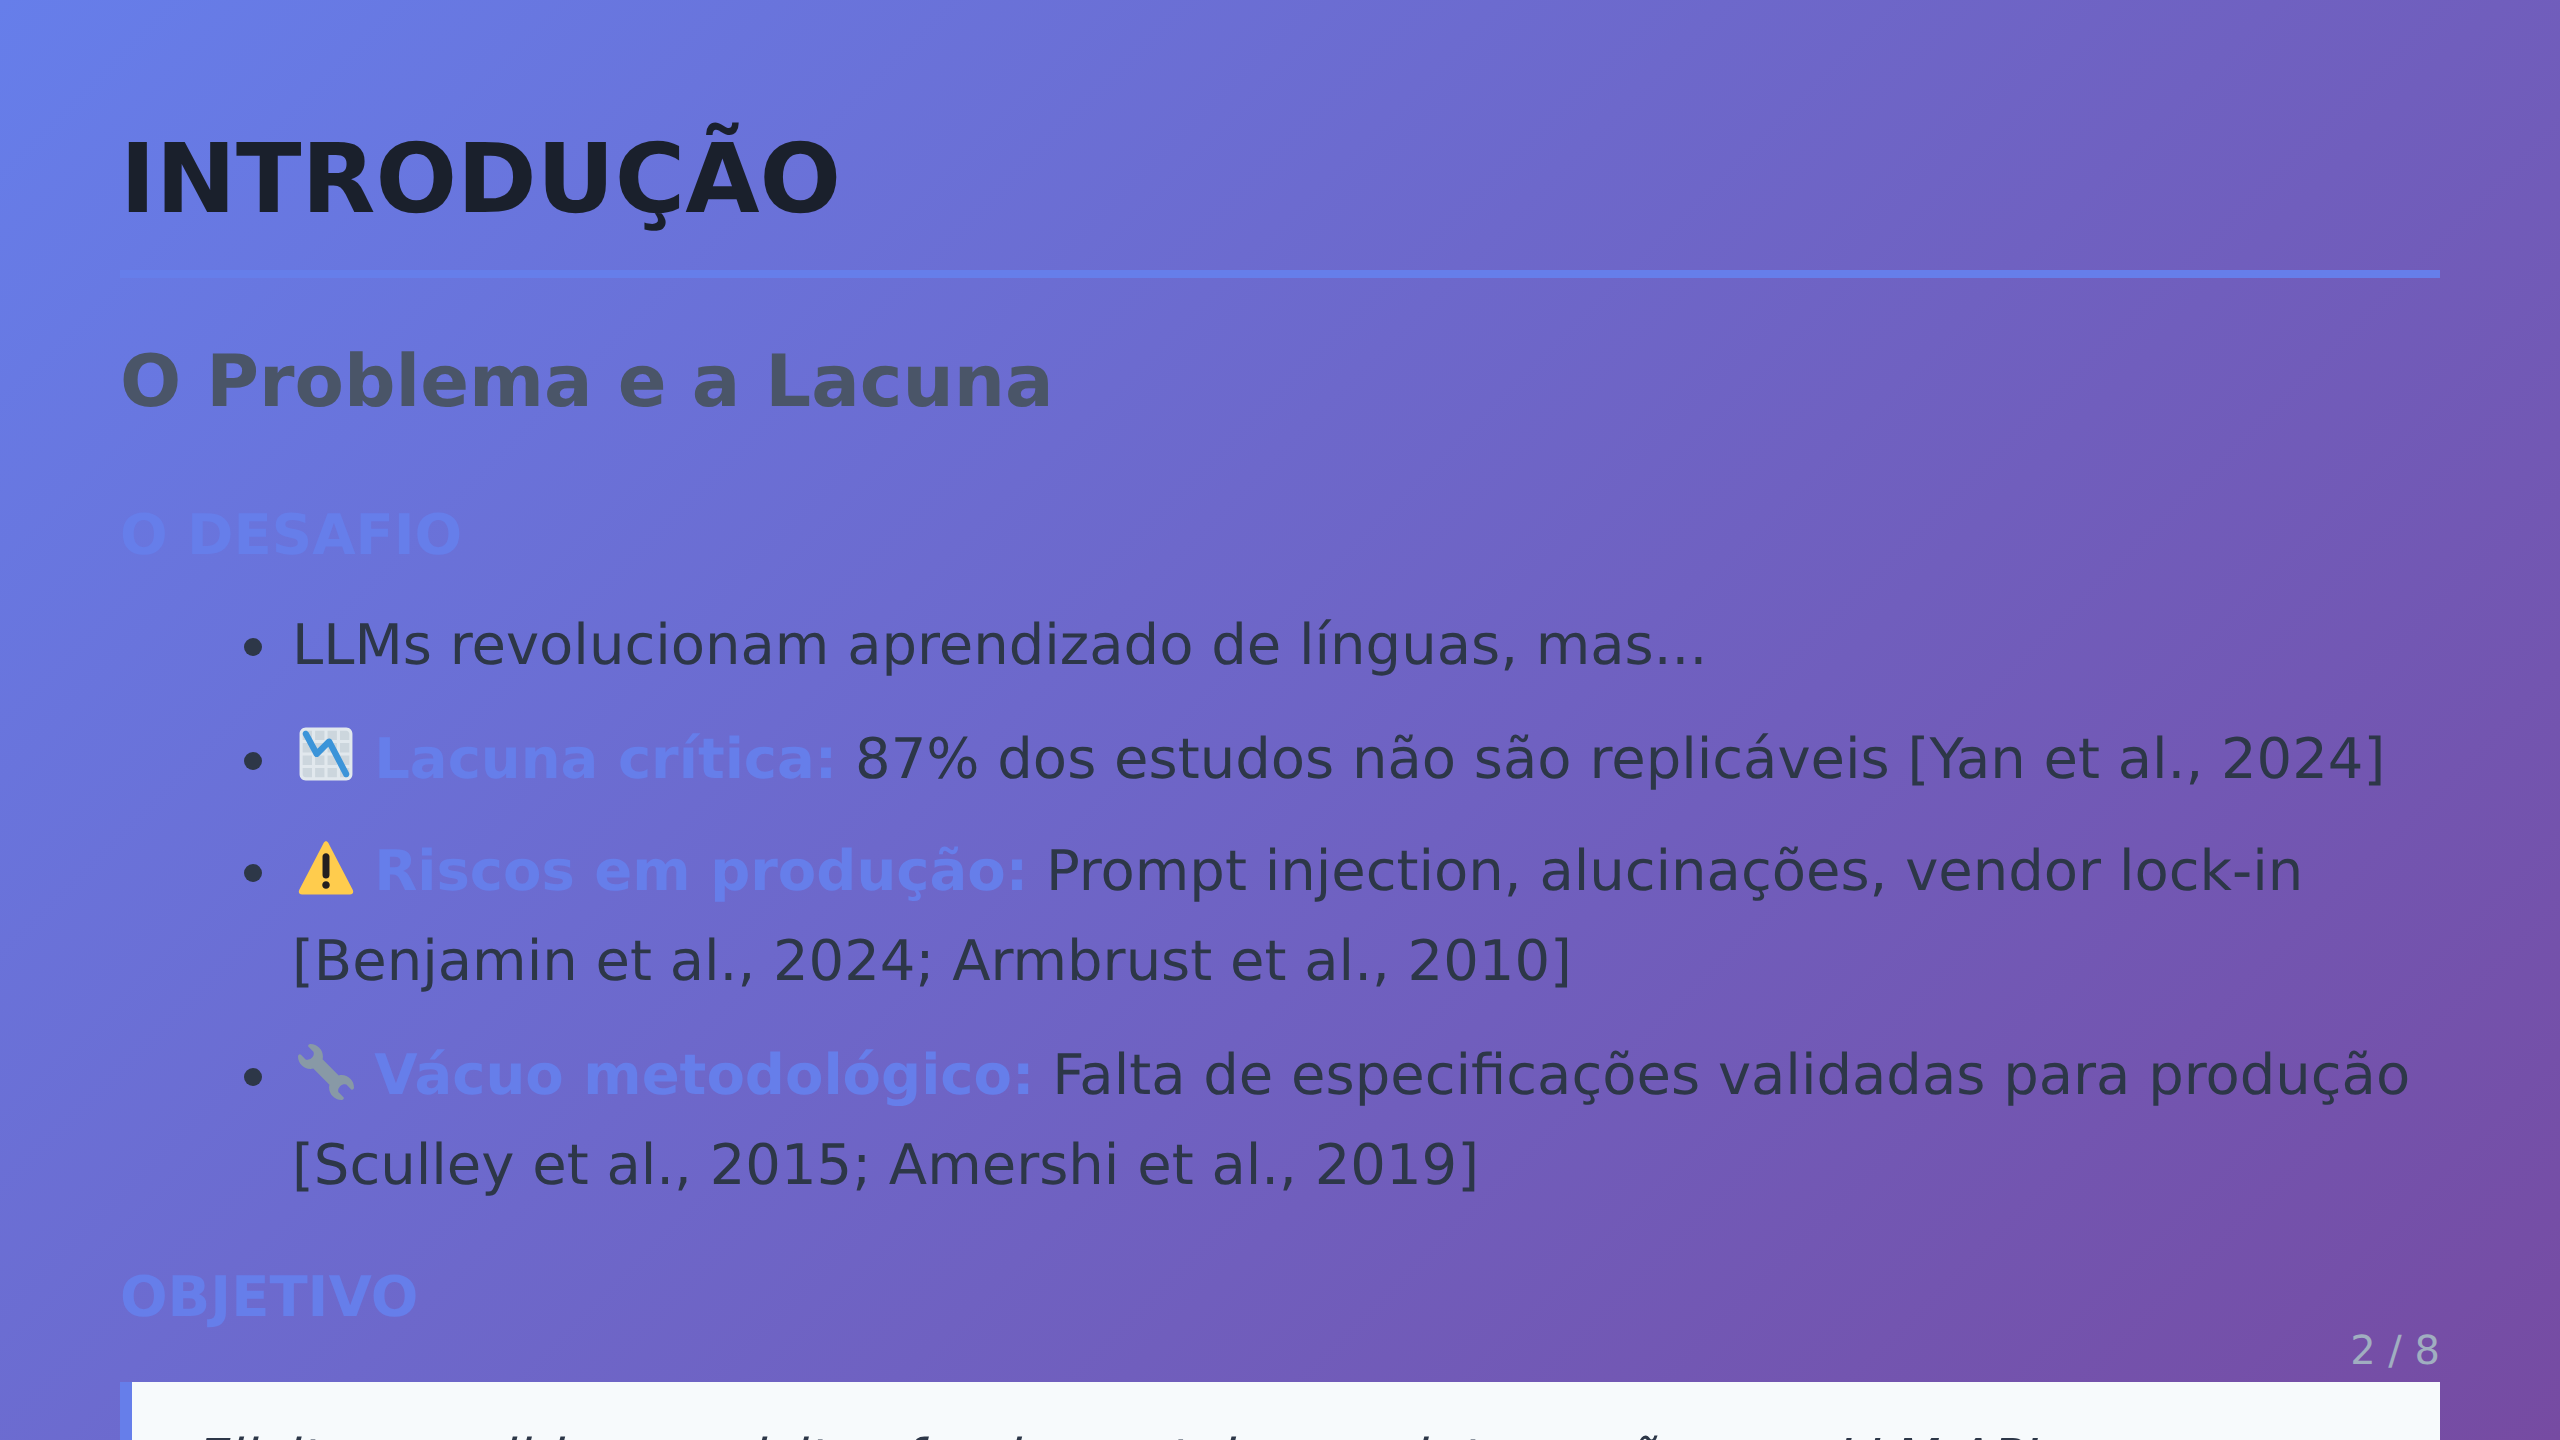 INTRODUÇÃO
O Problema e a Lacuna
O DESAFIO
• LLMs revolucionam aprendizado de línguas, mas...
• Lacuna crítica: 87% dos estudos não são replicáveis [Yan et al., 2024]
• Riscos em produção: Prompt injection, alucinações, vendor lock-in
[Benjamin et al., 2024; Armbrust et al., 2010]
• Vácuo metodológico: Falta de especificações validadas para produção
[Sculley et al., 2015; Amershi et al., 2019]
OBJETIVO
2 / 8